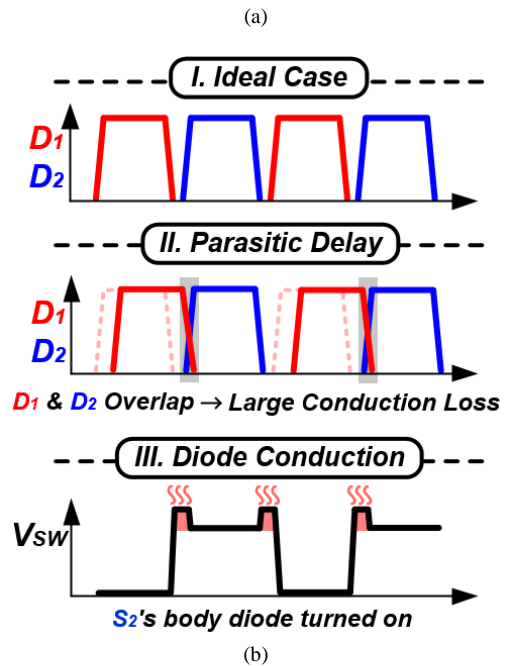 (a)
I. Ideal Case
D1
D2
II. Parasitic Delay
D1
D2
D1 & D2 Overlap → Large Conduction Loss
III. Diode Conduction
VSW
S2's body diode turned on
(b)